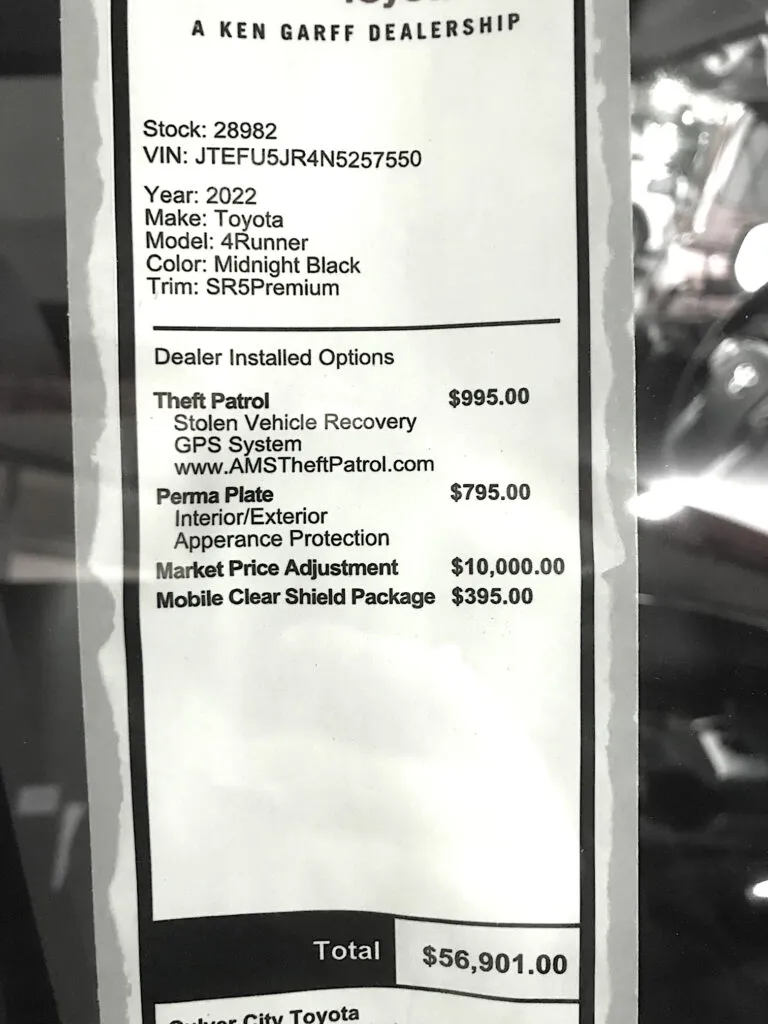 A KEN GARFF DEALERSHIP
Stock: 28982
VIN: JTEFU5JR4N5257550
Year: 2022
Make: Toyota
Model: 4Runner
Color: Midnight Black
Trim: SR5Premium
Dealer Installed Options
Theft Patrol $995.00
Stolen Vehicle Recovery
GPS System
www.AMSTheftPatrol.com
Perma Plate $795.00
Interior/Exterior
Apperance Protection
Market Price Adjustment $10,000.00
Mobile Clear Shield Package $395.00
Total $56,901.00
Culver City Toyota